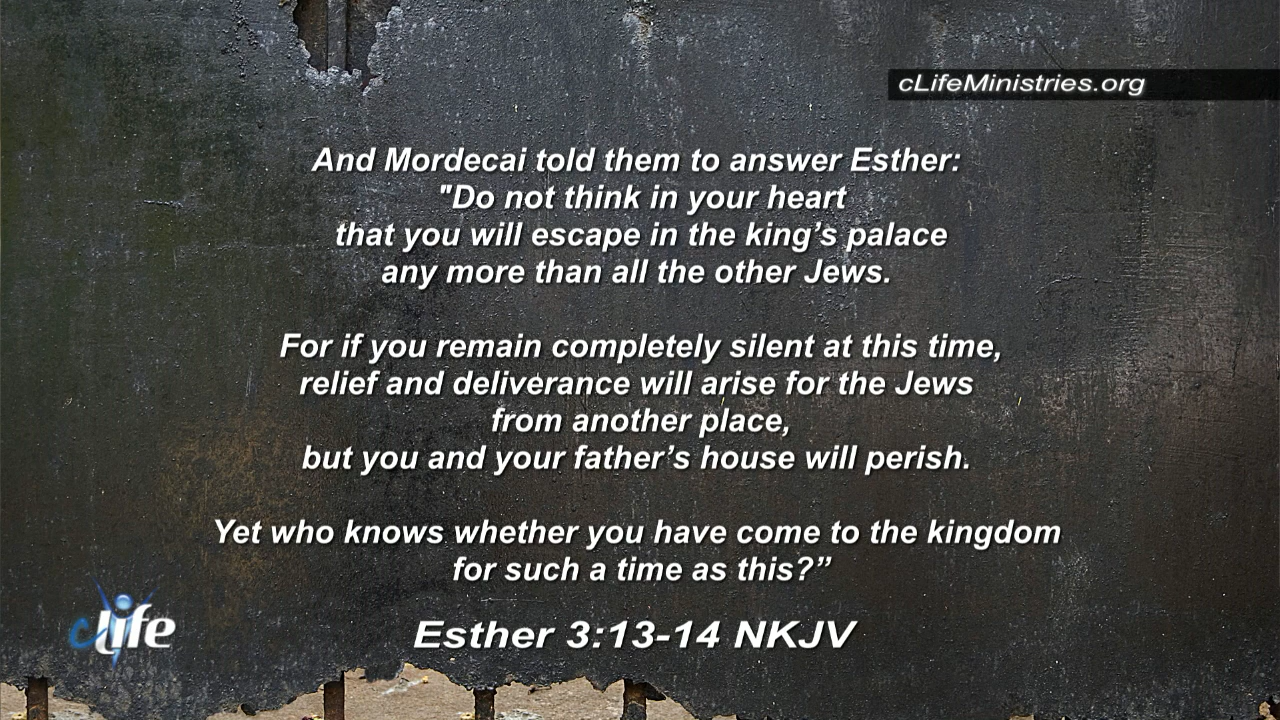 cLifeMinistries.org
And Mordecai told them to answer Esther:
"Do not think in your heart
that you will escape in the king’s palace
any more than all the other Jews.
For if you remain completely silent at this time,
relief and deliverance will arise for the Jews
from another place,
but you and your father’s house will perish.
Yet who knows whether you have come to the kingdom
for such a time as this?”
cLife
Esther 3:13-14 NKJV